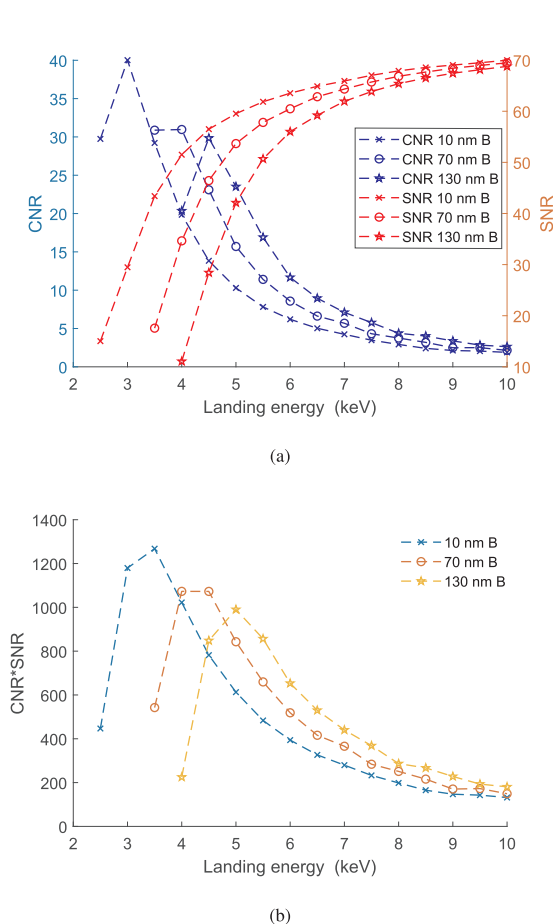 40
35
30
25
20
15
10
5
0
CNR
70
60
50
40
30
20
10
SNR
CNR 10 nm B
CNR 70 nm B
CNR 130 nm B
SNR 10 nm B
SNR 70 nm B
SNR 130 nm B
2 3 4 5 6 7 8 9 10
Landing energy (keV)
(a)
1400
1200
1000
800
600
400
200
0
CNR*SNR
10 nm B
70 nm B
130 nm B
2 3 4 5 6 7 8 9 10
Landing energy (keV)
(b)